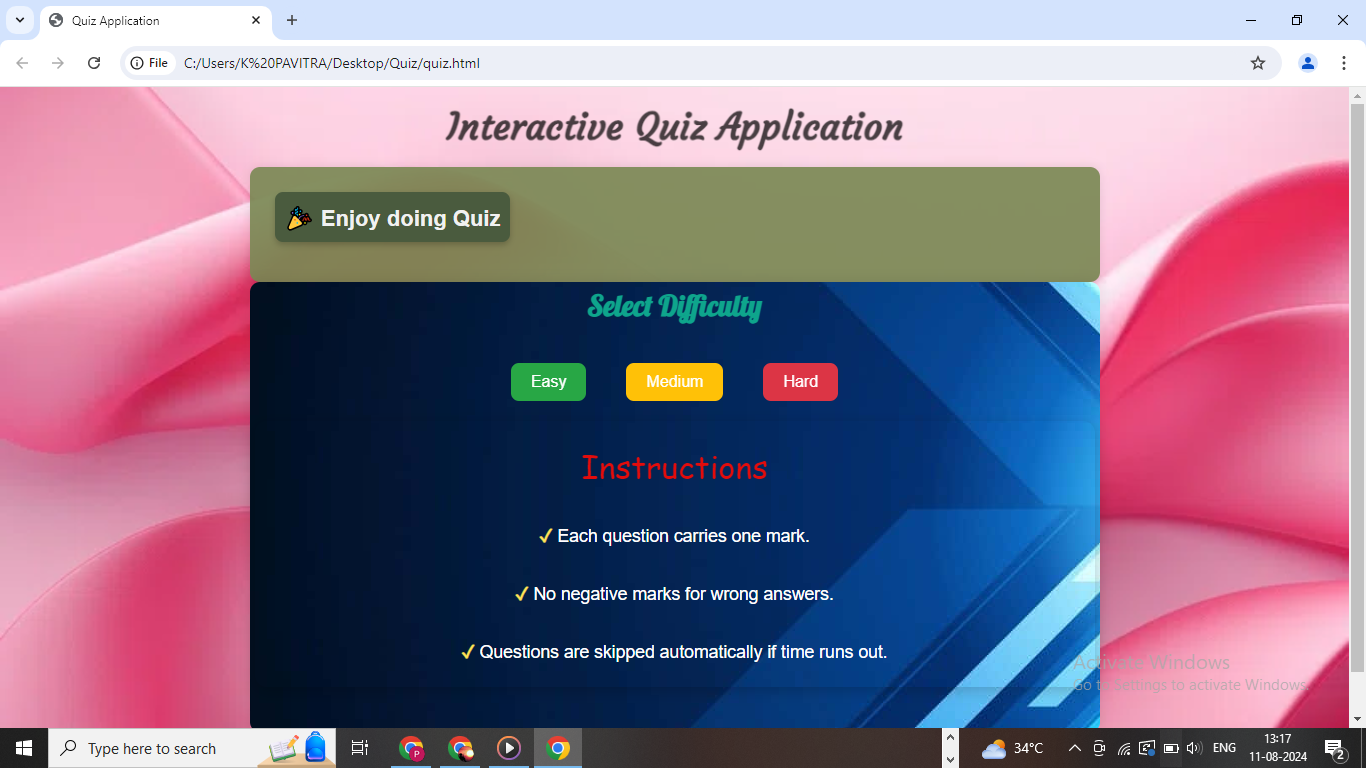 Quiz Application
File
C:/Users/K%20PAVITRA/Desktop/Quiz/quiz.html
Interactive Quiz Application
🎉 Enjoy doing Quiz
Select Difficulty
Easy
Medium
Hard
Instructions
✓ Each question carries one mark.
✓ No negative marks for wrong answers.
✓ Questions are skipped automatically if time runs out.
Activate Windows
Go to Settings to activate Windows.
Type here to search
P
34°C
ENG
13:17
11-08-2024
2